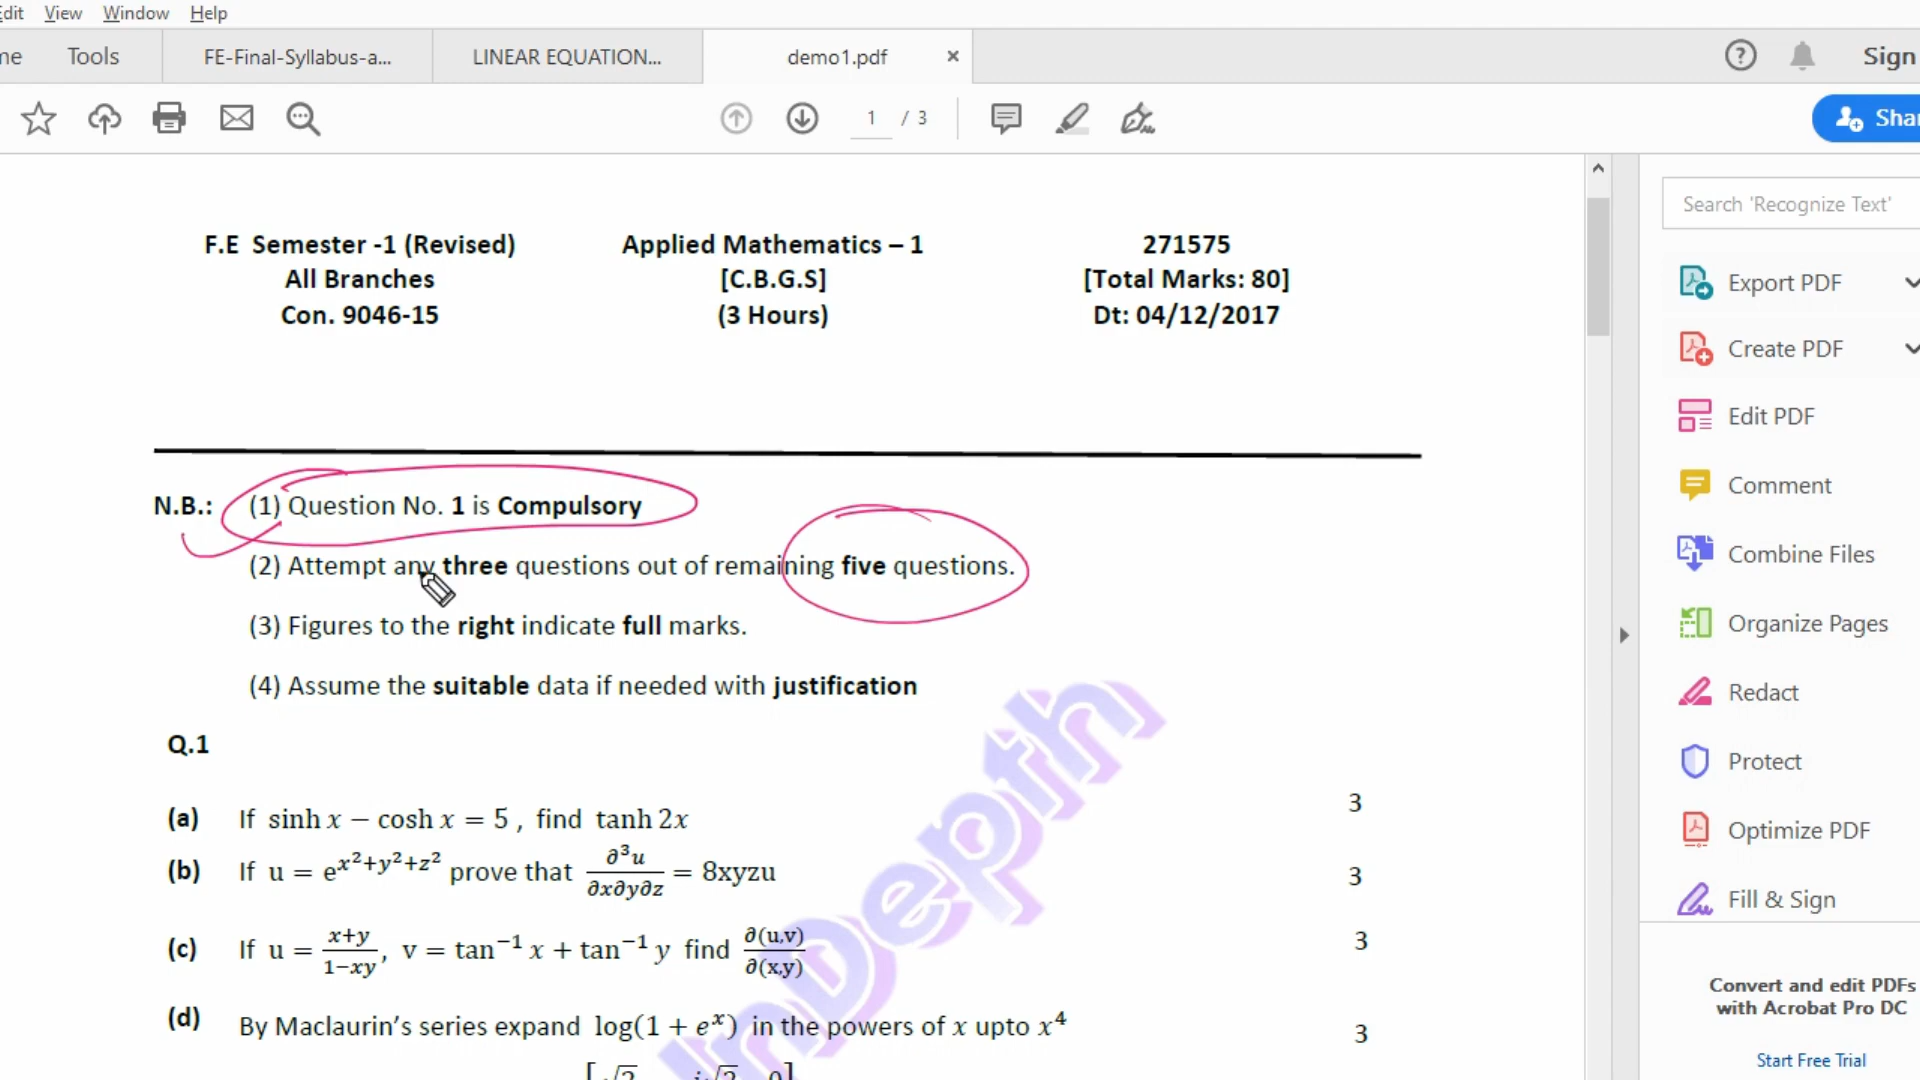 Edit View Window Help
me Tools FE-Final-Syllabus-a... LINEAR EQUATION... demo1.pdf × ? Sign
1 / 3 Shar
Search 'Recognize Text'
F.E Semester -1 (Revised) Applied Mathematics – 1 271575
All Branches [C.B.G.S] [Total Marks: 80]
Con. 9046-15 (3 Hours) Dt: 04/12/2017
N.B.: (1) Question No. 1 is Compulsory
(2) Attempt any three questions out of remaining five questions.
(3) Figures to the right indicate full marks.
(4) Assume the suitable data if needed with justification
Q.1
(a) If sinh x − cosh x = 5 , find tanh 2x 3
(b) If u = e^{x²+y²+z²} prove that ∂³u/∂x∂y∂z = 8xyzu 3
(c) If u = x+y/1−xy, v = tan⁻¹ x + tan⁻¹ y find ∂(u,v)/∂(x,y) 3
(d) By Maclaurin's series expand log(1 + eˣ) in the powers of x upto x⁴ 3
InDepth
Export PDF
Create PDF
Edit PDF
Comment
Combine Files
Organize Pages
Redact
Protect
Optimize PDF
Fill & Sign
Convert and edit PDFs
with Acrobat Pro DC
Start Free Trial